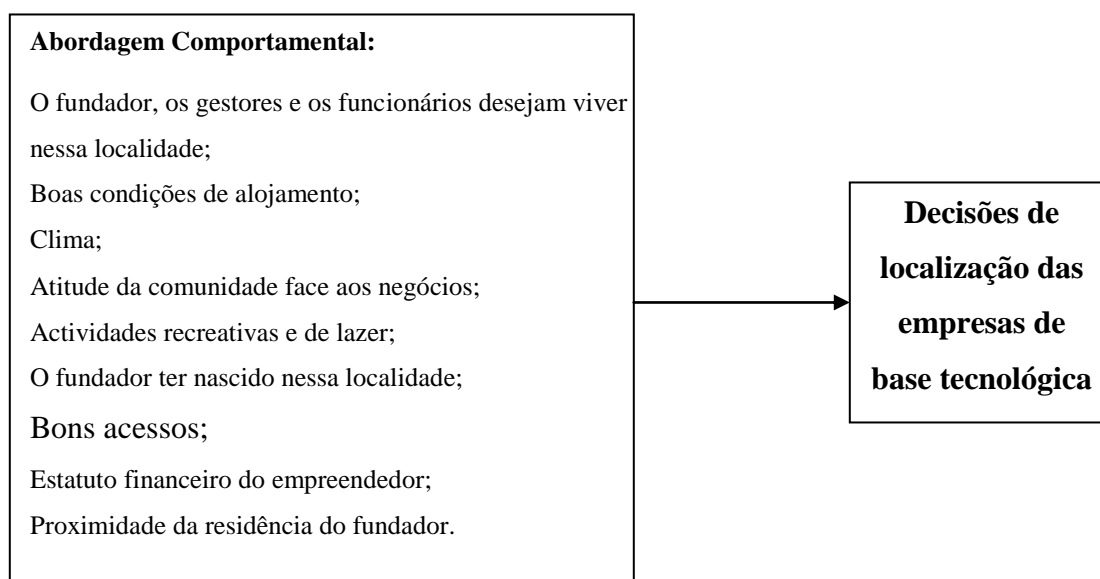 Abordagem Comportamental:
O fundador, os gestores e os funcionários desejam viver
nessa localidade;
Boas condições de alojamento;
Clima;
Atitude da comunidade face aos negócios;
Actividades recreativas e de lazer;
O fundador ter nascido nessa localidade;
Bons acessos;
Estatuto financeiro do empreendedor;
Proximidade da residência do fundador.
Decisões de
localização das
empresas de
base tecnológica